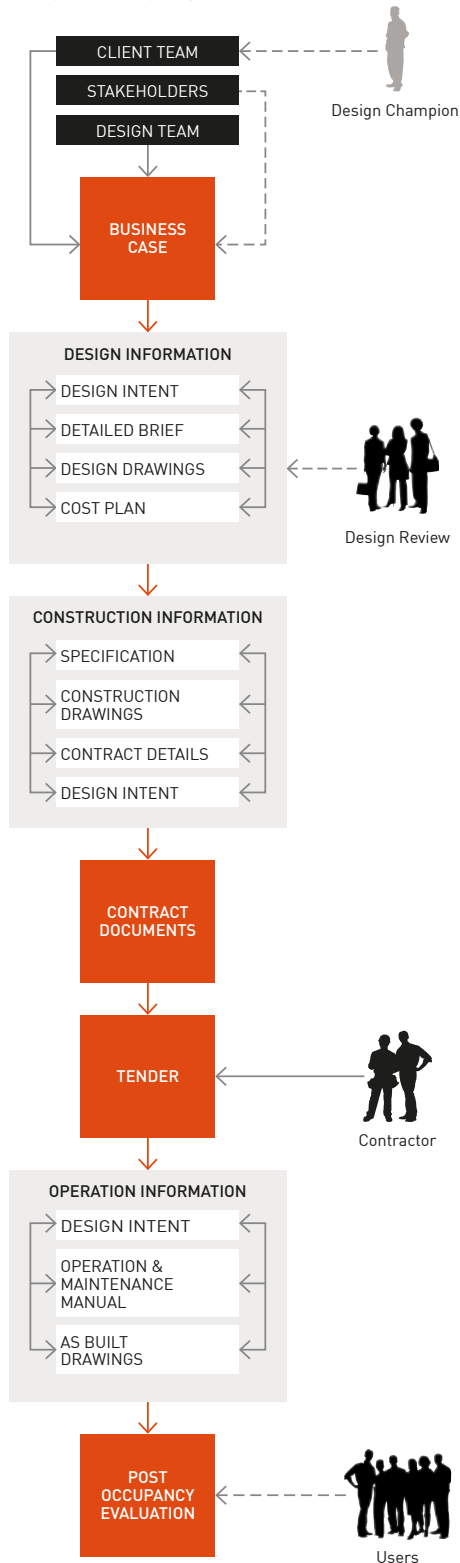 CLIENT TEAM
STAKEHOLDERS
DESIGN TEAM
Design Champion
BUSINESS
CASE
DESIGN INFORMATION
DESIGN INTENT
DETAILED BRIEF
DESIGN DRAWINGS
COST PLAN
Design Review
CONSTRUCTION INFORMATION
SPECIFICATION
CONSTRUCTION
DRAWINGS
CONTRACT DETAILS
DESIGN INTENT
CONTRACT
DOCUMENTS
TENDER
Contractor
OPERATION INFORMATION
DESIGN INTENT
OPERATION &
MAINTENANCE
MANUAL
AS BUILT
DRAWINGS
POST
OCCUPANCY
EVALUATION
Users